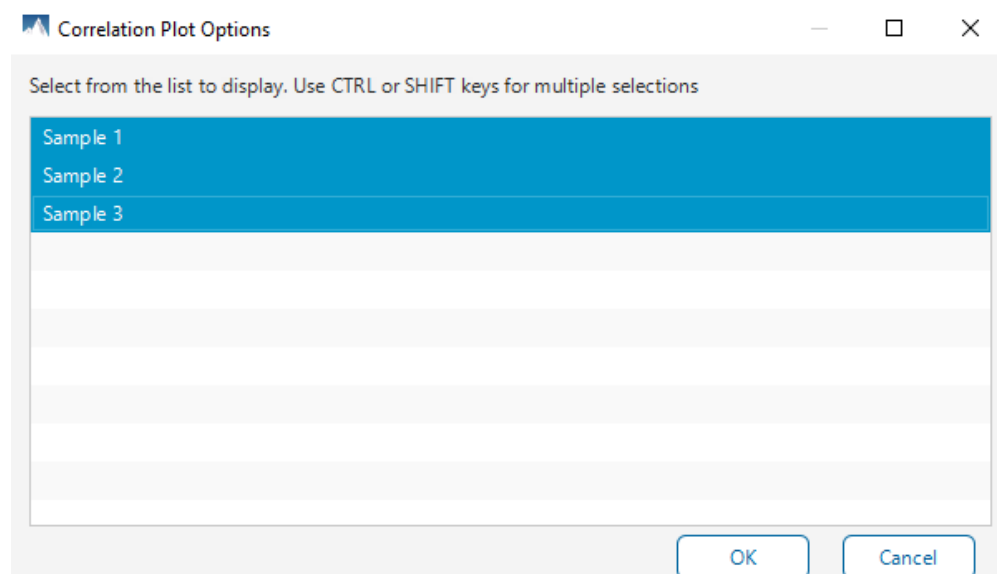 Correlation Plot Options
Select from the list to display. Use CTRL or SHIFT keys for multiple selections
Sample 1
Sample 2
Sample 3
OK Cancel